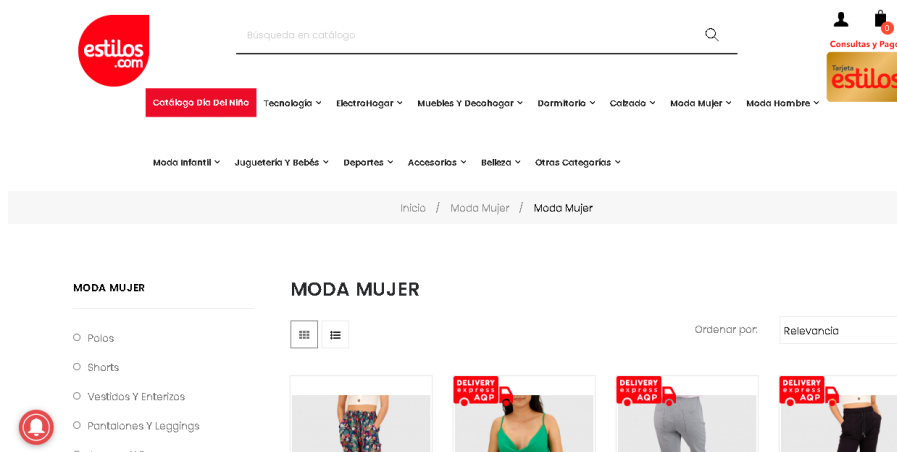 estilos
.com
Búsqueda en catálogo
0
Consultas y Pago
Tarjeta
estilos
Catálogo Día Del Niño Tecnología ElectroHogar Muebles Y Decohogar Dormitorio Calzado Moda Mujer Moda Hombre
Moda Infantil Juguetería Y Bebés Deportes Accesorios Belleza Otras Categorías
Inicio / Moda Mujer / Moda Mujer
MODA MUJER
Polos
Shorts
Vestidos Y Enterizos
Pantalones Y Leggings
MODA MUJER
Ordenar por: Relevancia
DELIVERY
express
AQP
DELIVERY
express
AQP
DELIVERY
express
AQP